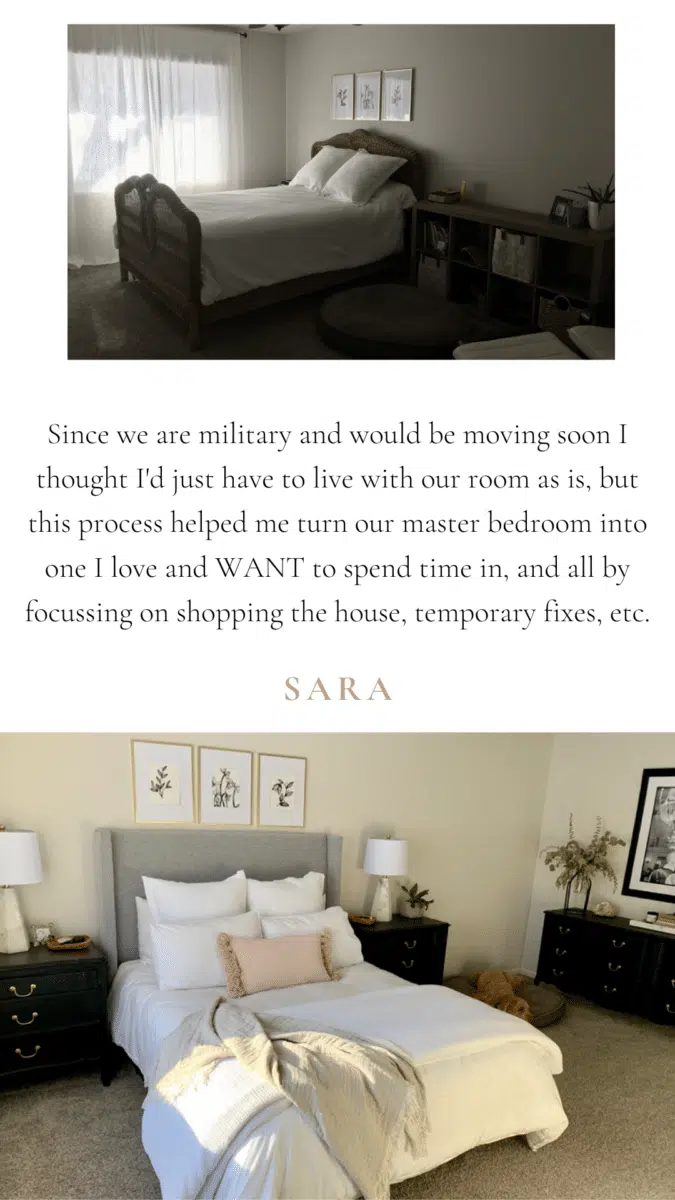 Since we are military and would be moving soon I
thought I'd just have to live with our room as is, but
this process helped me turn our master bedroom into
one I love and WANT to spend time in, and all by
focussing on shopping the house, temporary fixes, etc.
SARA